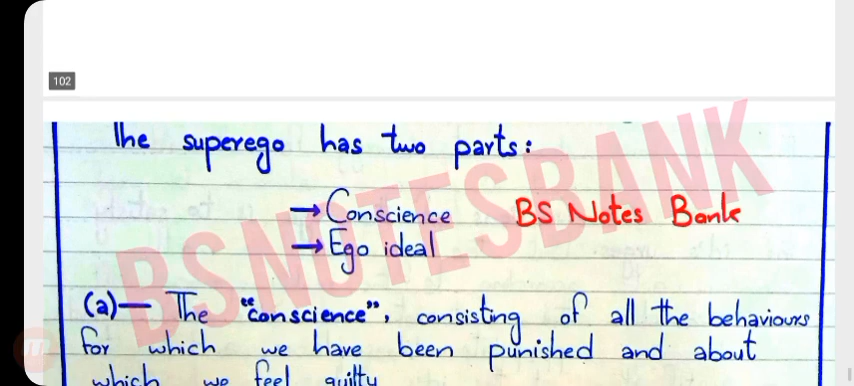 102
The superego has two parts:
→ Conscience BS Notes Bank
→ Ego ideal
BSNOTESBANK
(a)— The "conscience", consisting of all the behaviours
for which we have been punished and about
which we feel guilty